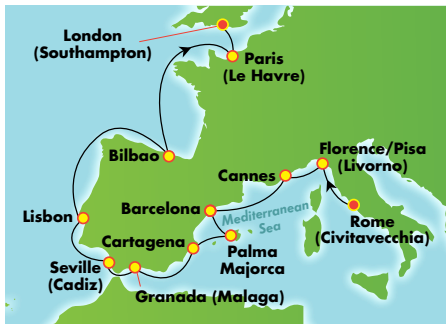 London
(Southampton)
Paris
(Le Havre)
Bilbao
Florence/Pisa
(Livorno)
Cannes
Lisbon
Barcelona
Mediterranean
Sea
Rome
(Civitavecchia)
Cartagena
Palma
Majorca
Seville
(Cadiz)
Granada (Malaga)